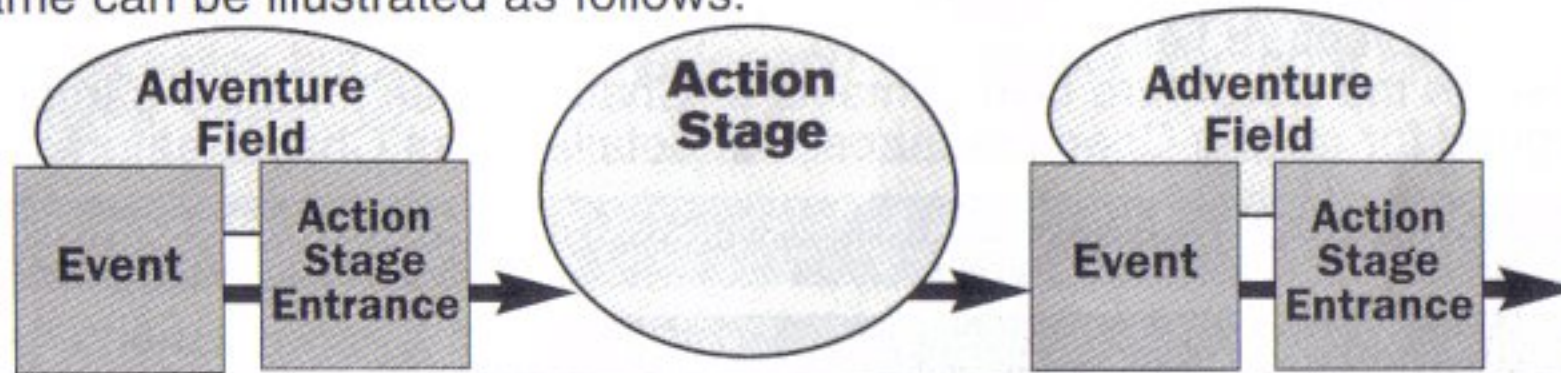 ame can be illustrated as follows:
Adventure
Field
Event
Action
Stage
Entrance
Action
Stage
Adventure
Field
Event
Action
Stage
Entrance